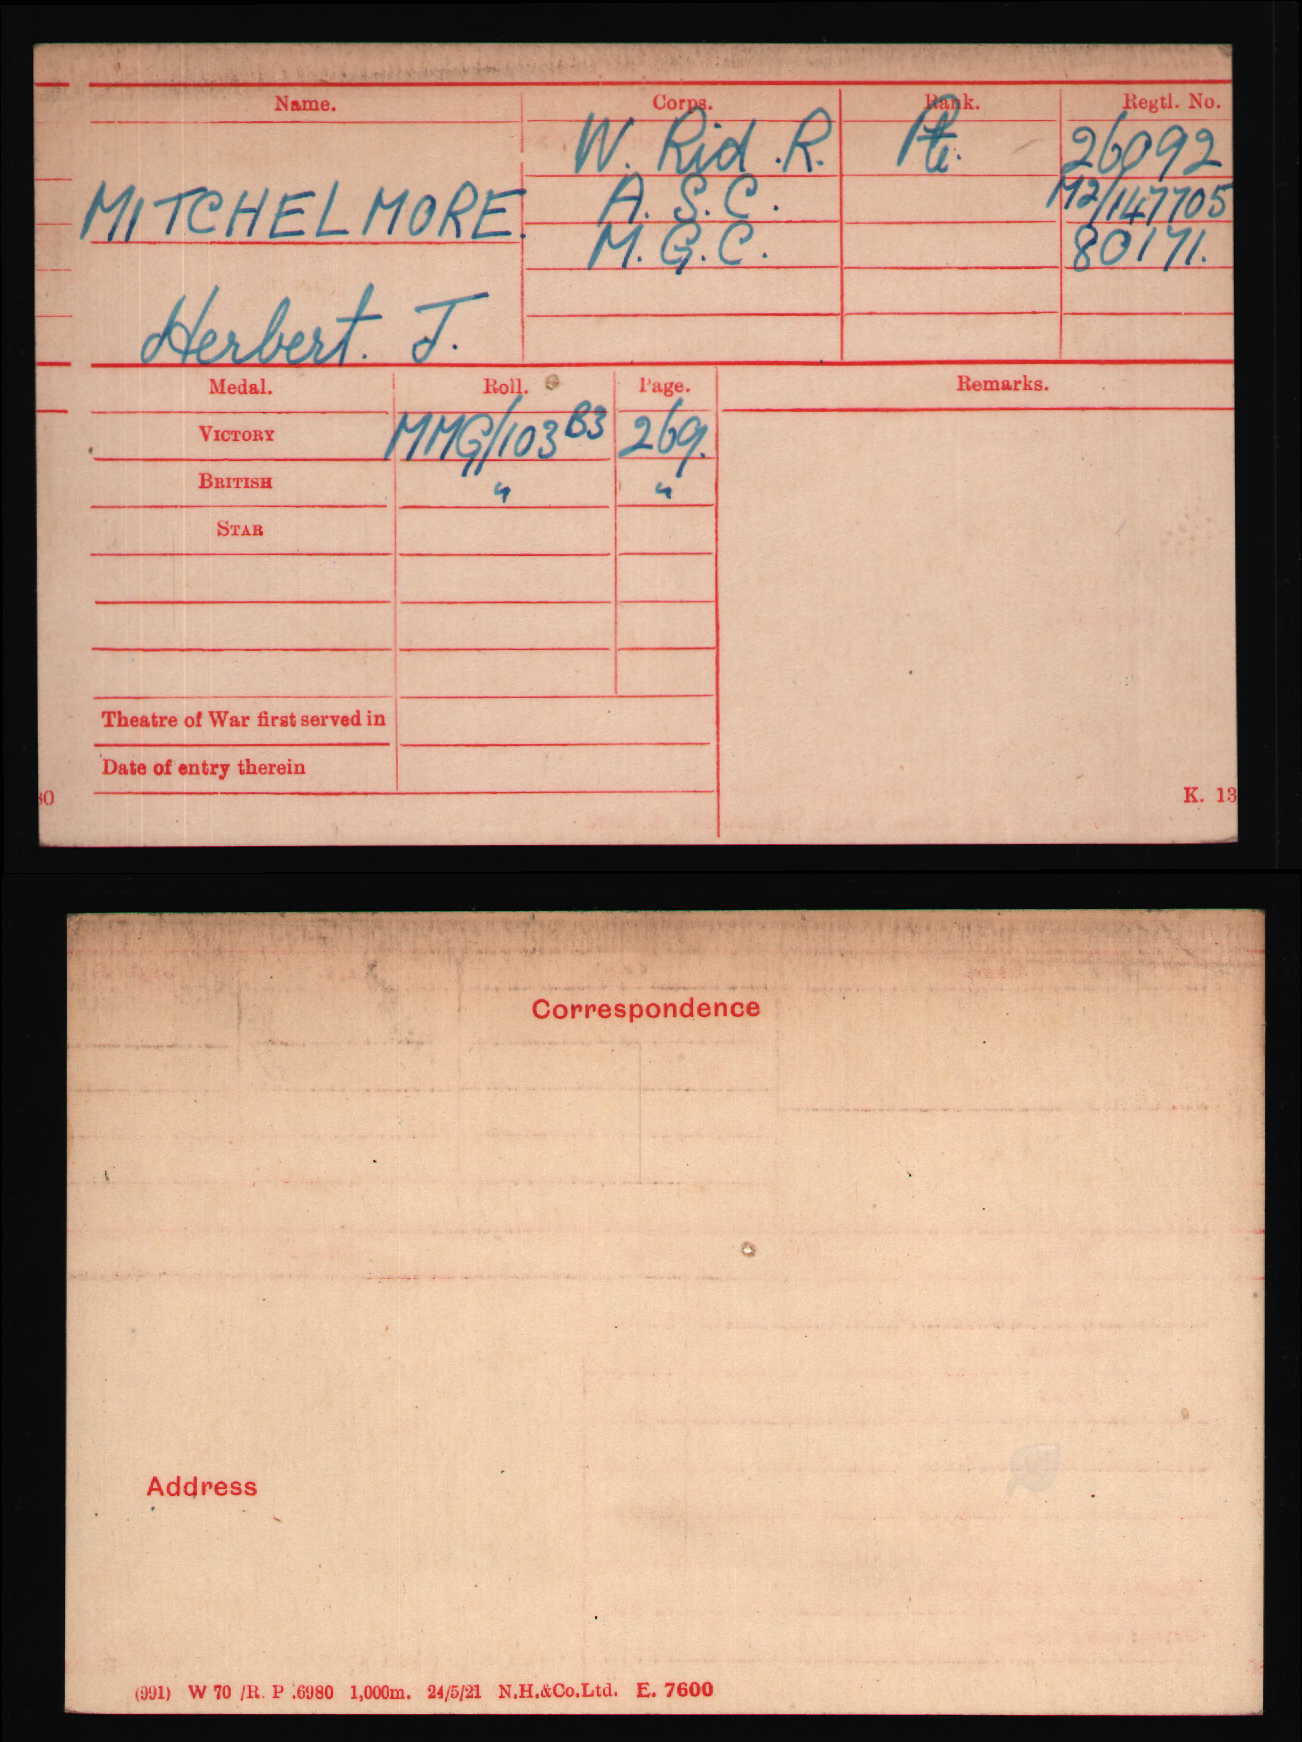 Name. Corps. Rank. Regtl. No.
W. Rid. R. Pte. 26092
MITCHELMORE. A. S. C. M2/147705
M. G. C. 80171.
Herbert. J.
Medal. Roll. Page. Remarks.
VICTORY MMG/103 B3 269.
BRITISH " "
STAR
Theatre of War first served in
Date of entry therein
K. 13
Correspondence
Address
(991) W 70 /R. P .6980 1,000m. 24/5/21 N.H.&Co.Ltd. E. 7600